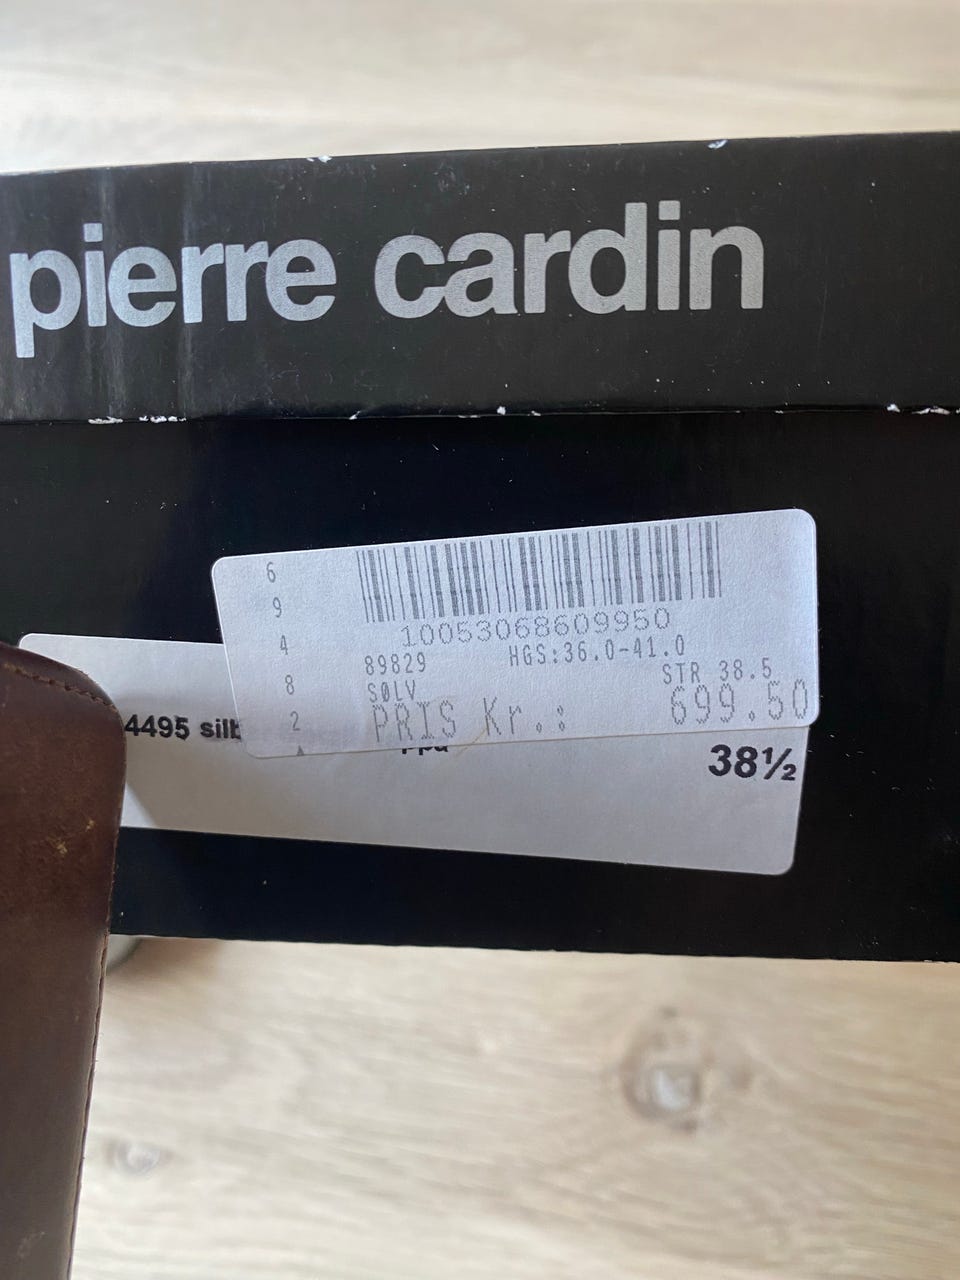 pierre cardin
6
9
4
8
2
10053068609950
89829 HGS:36.0-41.0
SØLV STR 38.5
PRIS Kr.: 699.50
4495
38½